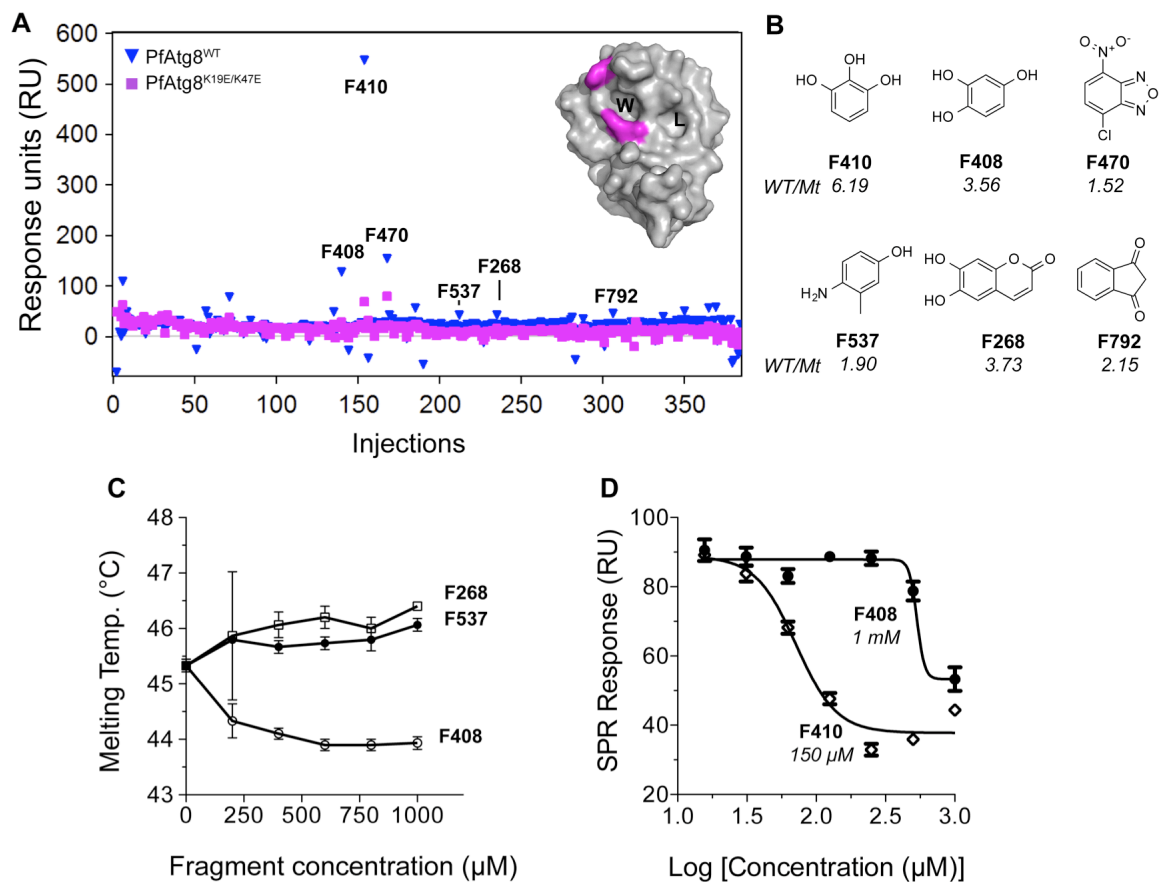 A
600
500
400
300
200
100
0
Response units (RU)
PfAtg8WT
PfAtg8K19E/K47E
F410
F408
F470
F537
F268
F792
W
L
0 50 100 150 200 250 300 350
Injections
B
OH
HO OH
F410
WT/Mt 6.19
OH
HO
HO
F408
3.56
O- N+ O-
N
O
N
Cl
F470
1.52
OH
H2N
F537
WT/Mt 1.90
HO O O
HO
F268
3.73
O
O
F792
2.15
C
48
47
46
45
44
43
Melting Temp. (°C)
F268
F537
F408
0 250 500 750 1000
Fragment concentration (µM)
D
100
80
60
40
20
SPR Response (RU)
F408
1 mM
F410
150 µM
1.0 1.5 2.0 2.5 3.0
Log [Concentration (µM)]